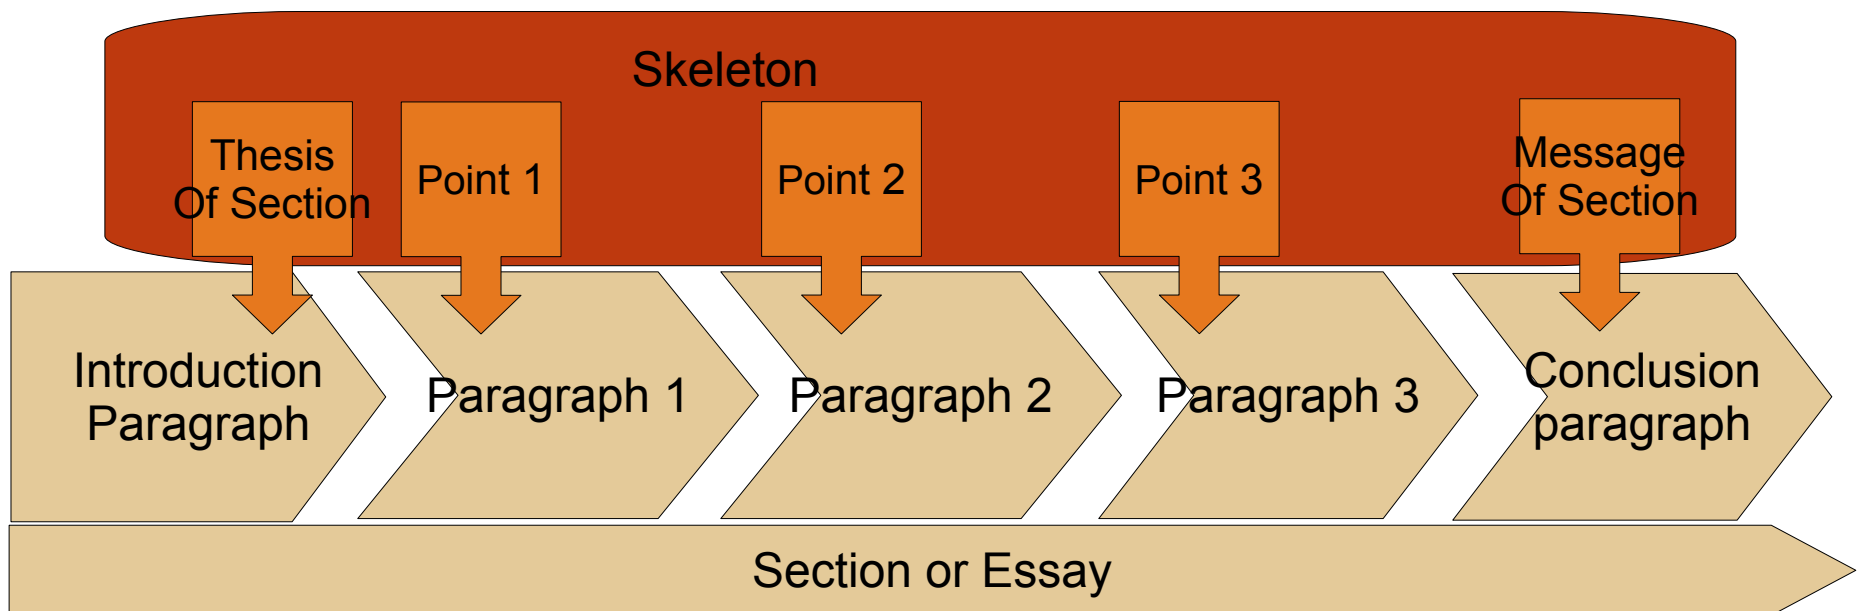 Skeleton
Thesis
Of Section
Point 1
Point 2
Point 3
Message
Of Section
Introduction
Paragraph
Paragraph 1
Paragraph 2
Paragraph 3
Conclusion
paragraph
Section or Essay